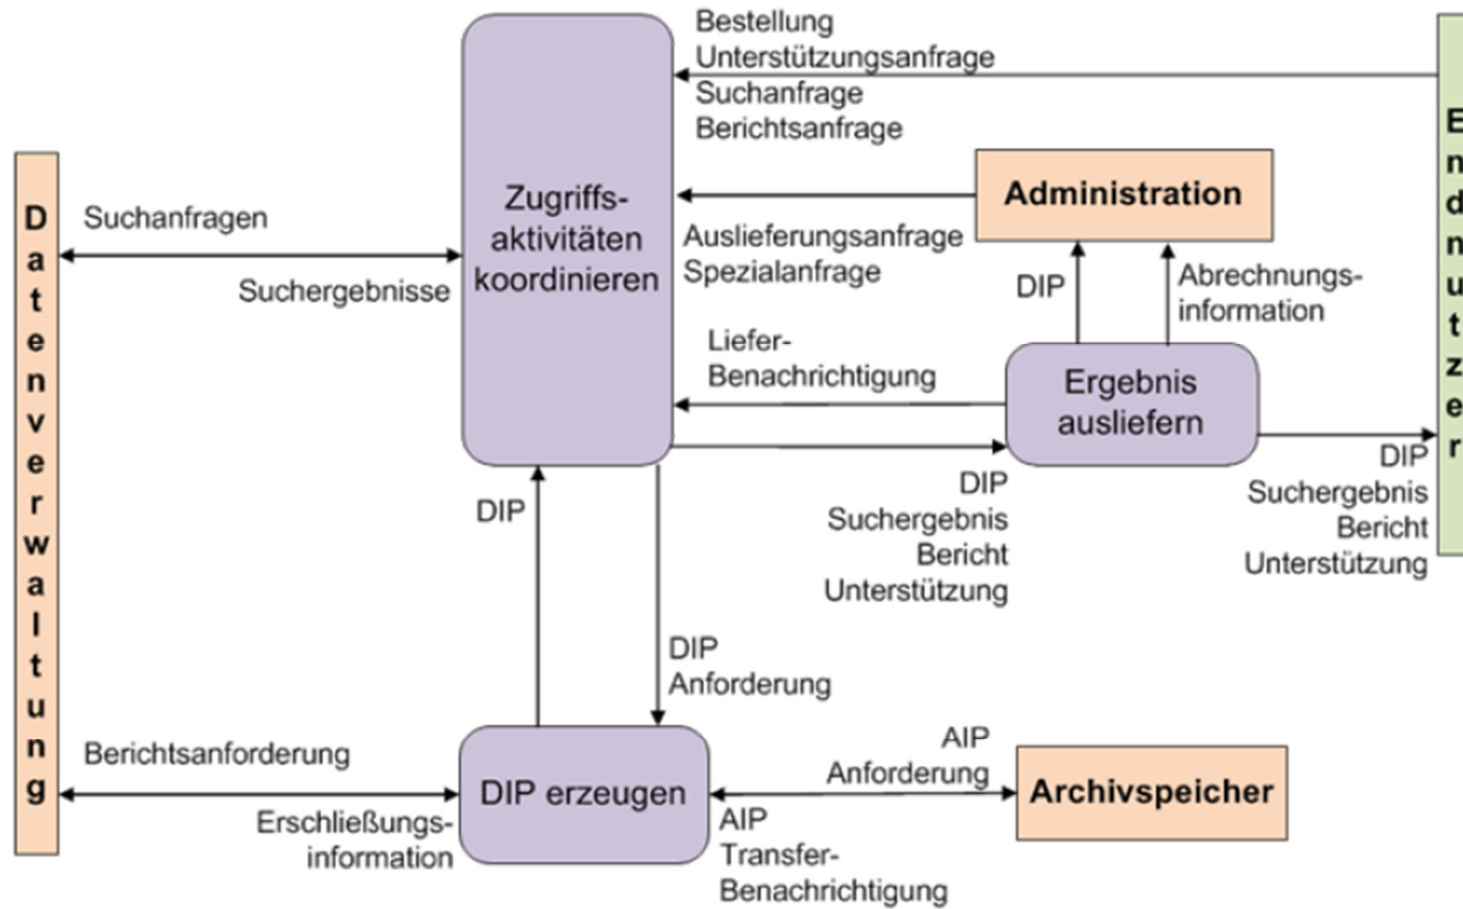 Bestellung
Unterstützungsanfrage
Suchanfrage
Berichtsanfrage
Endnutzer
Administration
Zugriffs-
aktivitäten
koordinieren
Datenverwaltung
Suchanfragen
Suchergebnisse
Auslieferungsanfrage
Spezialanfrage
DIP
Abrechnungs-
information
Liefer-
Benachrichtigung
Ergebnis
ausliefern
DIP
Suchergebnis
Bericht
Unterstützung
DIP
Suchergebnis
Bericht
Unterstützung
DIP
DIP
Anforderung
Berichtsanforderung
Erschließungs-
information
DIP erzeugen
AIP
Anforderung
AIP
Transfer-
Benachrichtigung
Archivspeicher